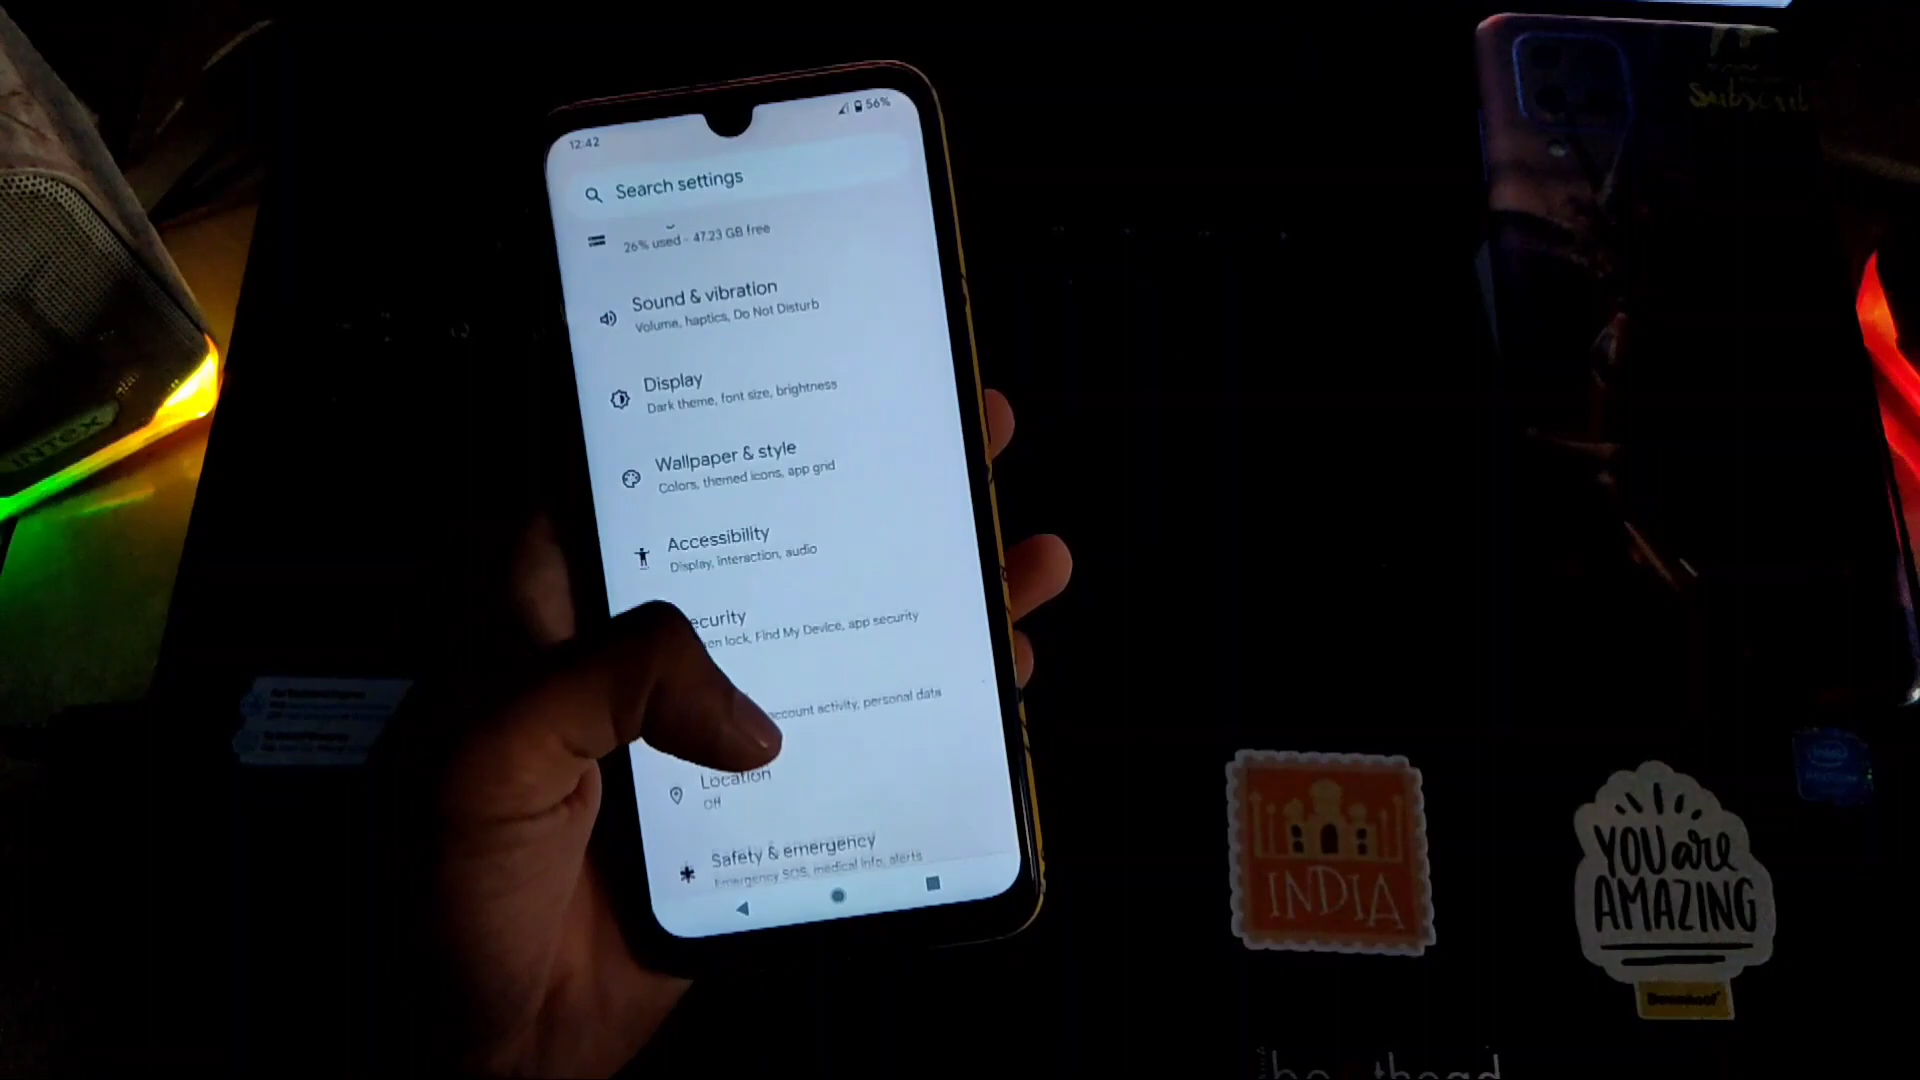 12:42
56%
Search settings
26% used - 47.23 GB free
Sound & vibration
Volume, haptics, Do Not Disturb
Display
Dark theme, font size, brightness
Wallpaper & style
Colors, themed icons, app grid
Accessibility
Display, interaction, audio
ecurity
en lock, Find My Device, app security
account activity, personal data
Location
Off
Safety & emergency
Emergency SOS, medical info, alerts
INTEX
INDIA
YOU are
AMAZING
intel